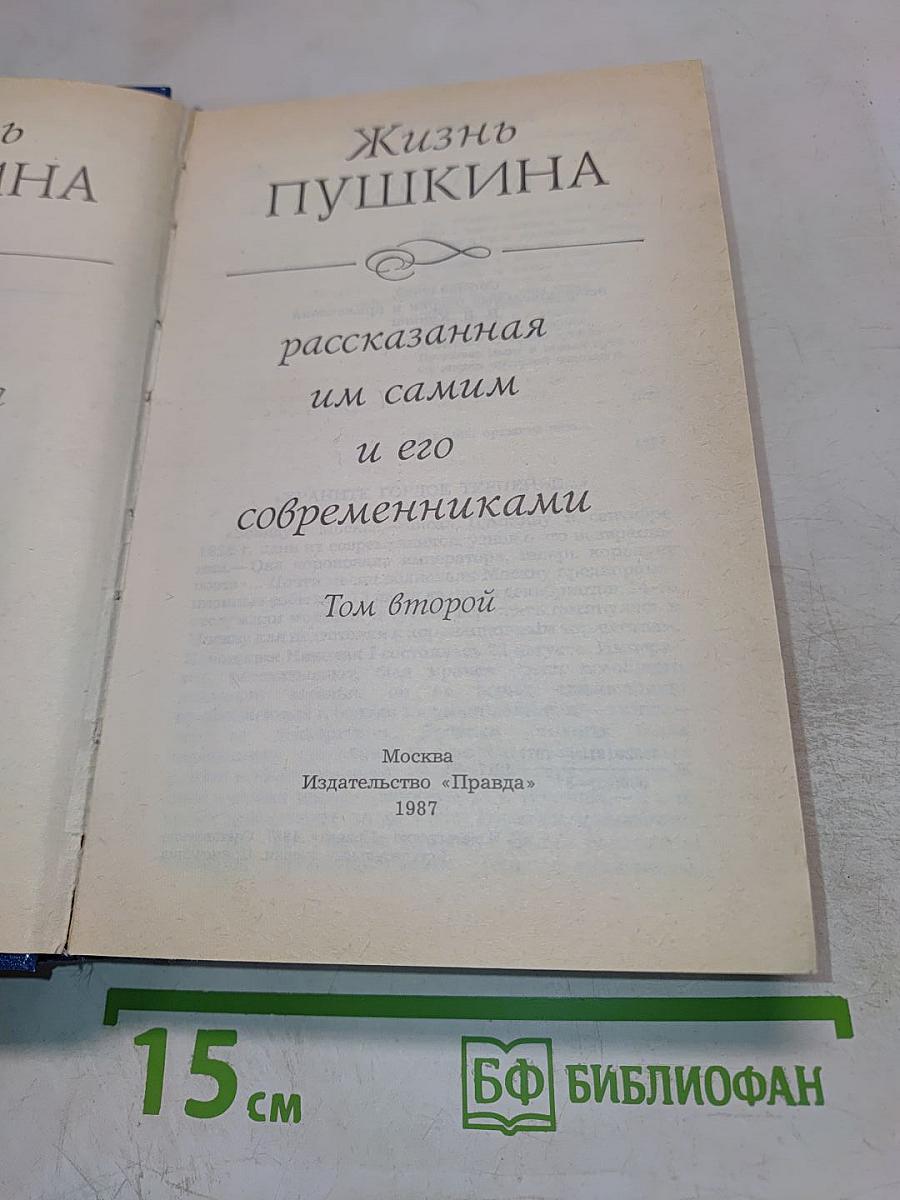 Жизнь
ПУШКИНА
рассказанная
им самим
и его
современниками
Том второй
Москва
Издательство «Правда»
1987
15 см
БФ БИБЛИОФАН